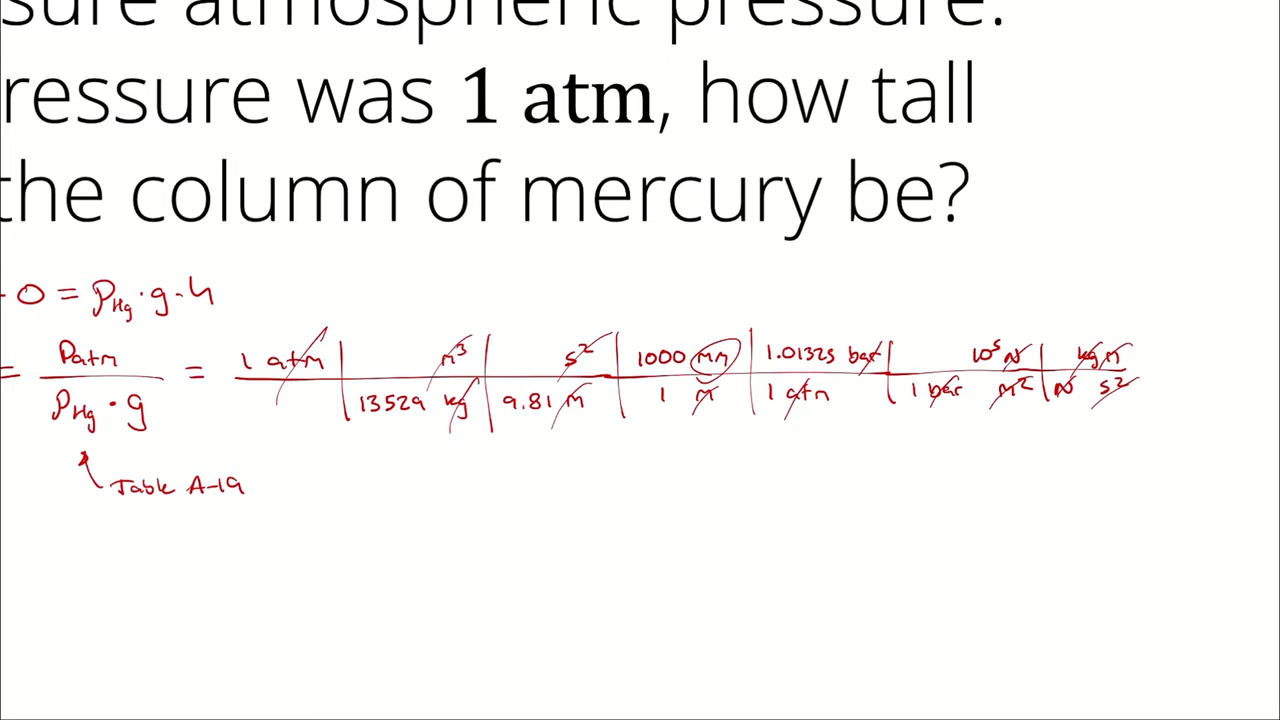 sure atmospheric pressure.
ressure was 1 atm, how tall
the column of mercury be?
- 0 = ρHg · g · h
= Patm / ρHg · g = 1 atm | m³ | s² | 1000 mm | 1.01325 bar | 10⁵ N | kg m
13529 kg | 9.81 m | 1 m | 1 atm | 1 bar m² | N s²
Table A-19